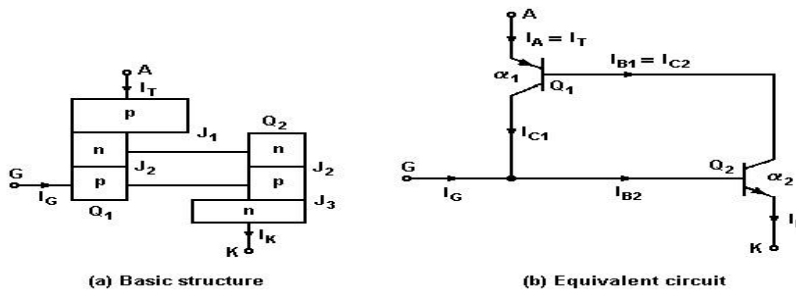 A
I_T
p
Q_2
J_1
n
n
J_2
J_2
G
p
p
I_G
J_3
Q_1
n
I_K
K
(a) Basic structure
A
I_A = I_T
I_B1 = I_C2
α_1
Q_1
I_C1
G
Q_2
α_2
I_G
I_B2
K
(b) Equivalent circuit